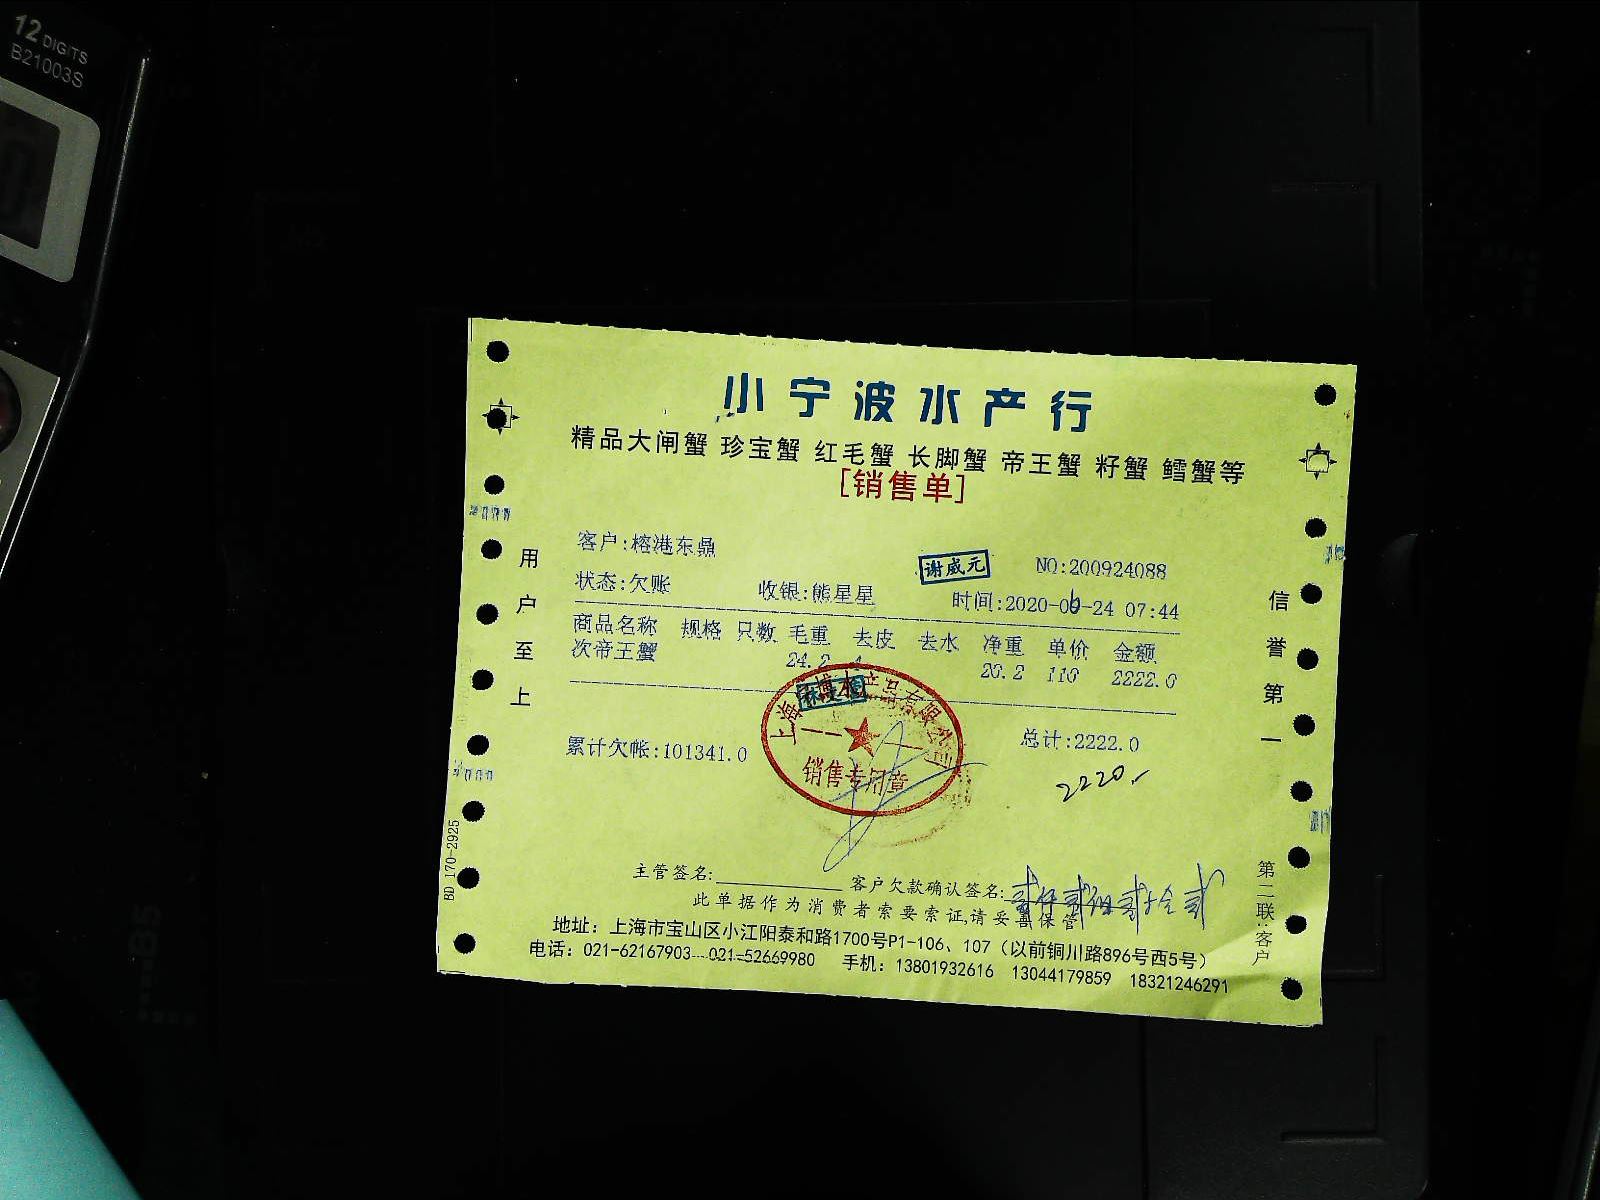 12 DIGITS
B21003S
小宁波水产行
精品大闸蟹 珍宝蟹 红毛蟹 长脚蟹 帝王蟹 籽蟹 鳕蟹等
[销售单]
客户:榕港东鼎
谢威元
NO:200924088
状态:欠账 收银:熊星星 时间:2020-06-24 07:44
商品名称 规格 只数 毛重 去皮 去水 净重 单价 金额
次帝王蟹 24.2 4 20.2 110 2222.0
累计欠帐:101341.0 总计:2222.0
2220.-
上海 博水产品有限公司
销售专用章
主管签名: 客户欠款确认签名:
此单据作为消费者索要索证,请妥善保管
地址：上海市宝山区小江阳泰和路1700号P1-106、107（以前铜川路896号西5号）
电话：021-62167903 021-52669980 手机：13801932616 13044179859 18321246291
用户至上
信誉第一
第二联:客户
BD 170-2925